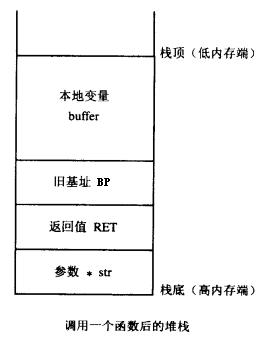 栈顶（低内存端）
本地变量
buffer
旧基址 BP
返回值 RET
参数 * str
栈底（高内存端）
调用一个函数后的堆栈